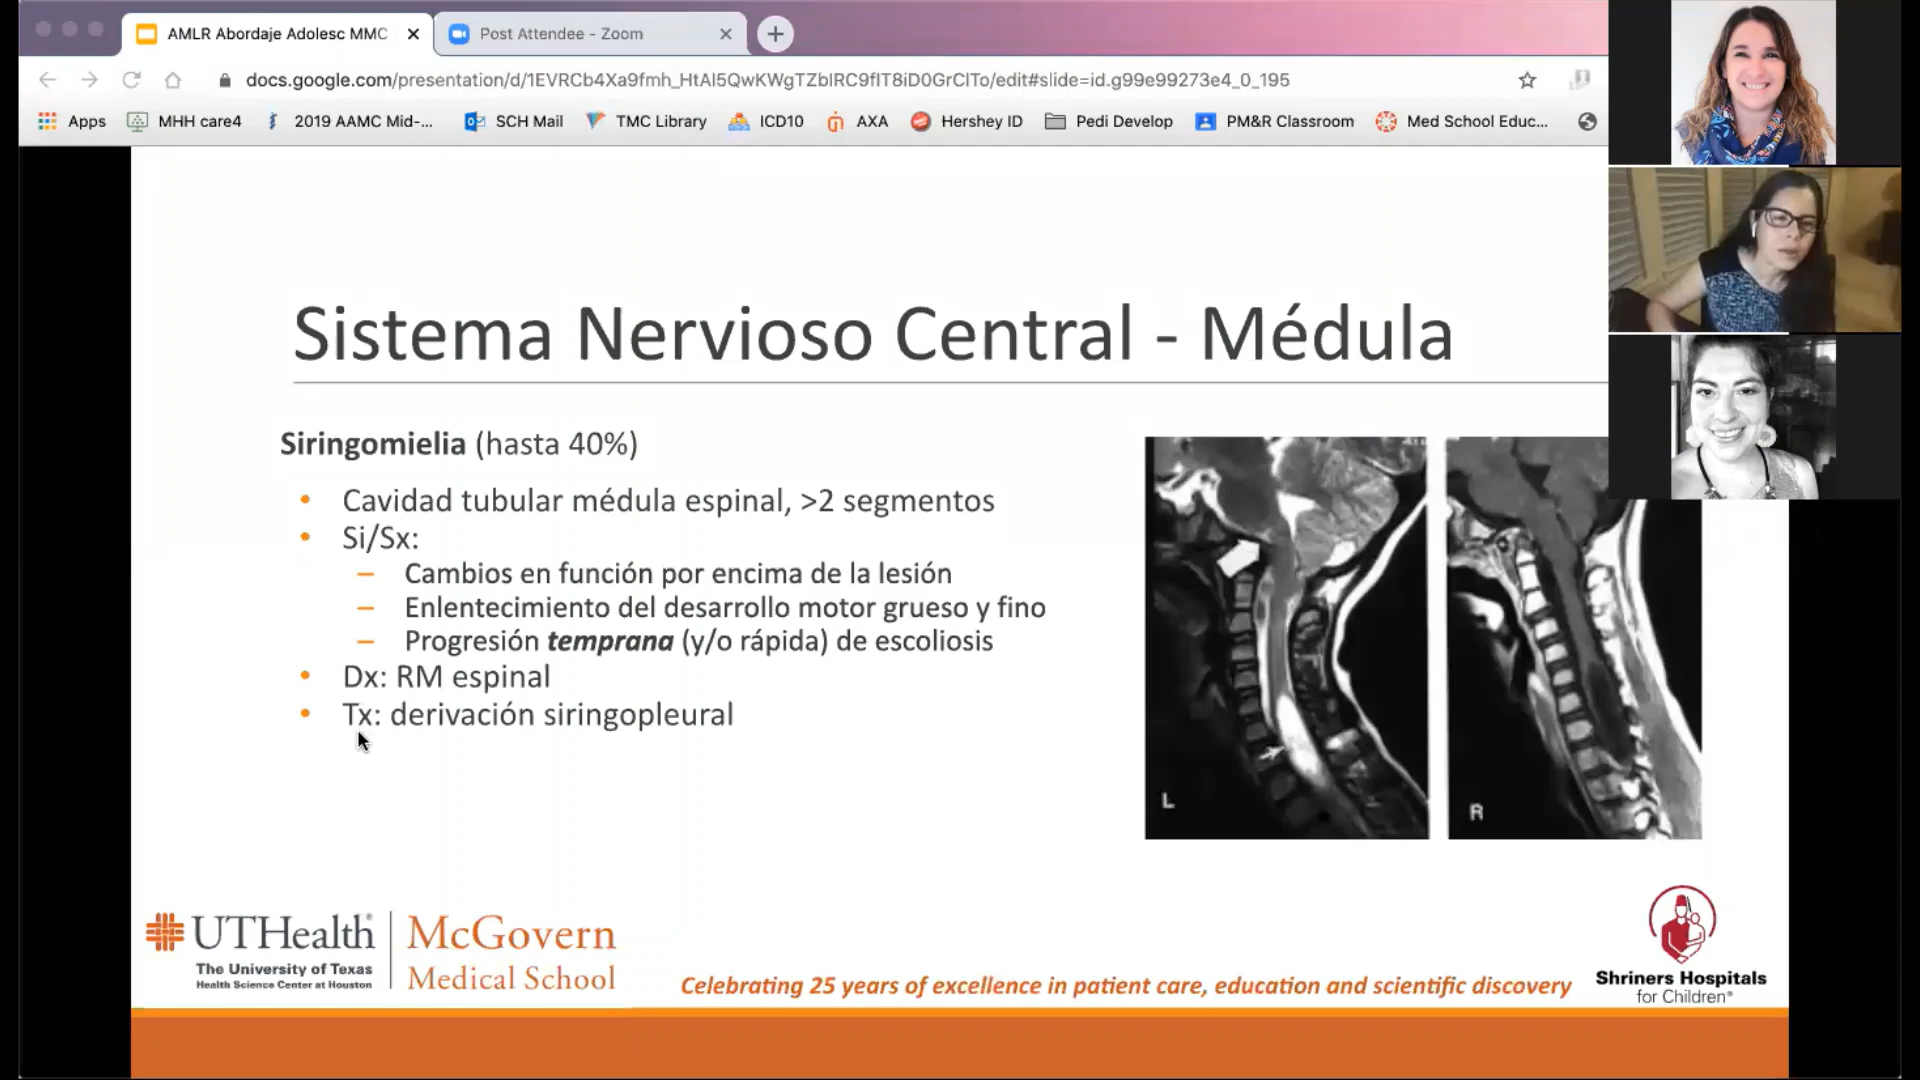 AMLR Abordaje Adolesc MMC
Post Attendee - Zoom
docs.google.com/presentation/d/1EVRCb4Xa9fmh_HtAl5QwKWgTZblRC9flT8iD0GrClTo/edit#slide=id.g99e99273e4_0_195
Apps MHH care4 2019 AAMC Mid-... SCH Mail TMC Library ICD10 AXA Hershey ID Pedi Develop PM&R Classroom Med School Educ...
Sistema Nervioso Central - Médula
Siringomielia (hasta 40%)
• Cavidad tubular médula espinal, >2 segmentos
• Si/Sx:
– Cambios en función por encima de la lesión
– Enlentecimiento del desarrollo motor grueso y fino
– Progresión temprana (y/o rápida) de escoliosis
• Dx: RM espinal
• Tx: derivación siringopleural
L
R
UTHealth®
The University of Texas
Health Science Center at Houston
McGovern
Medical School
Celebrating 25 years of excellence in patient care, education and scientific discovery
Shriners Hospitals
for Children®